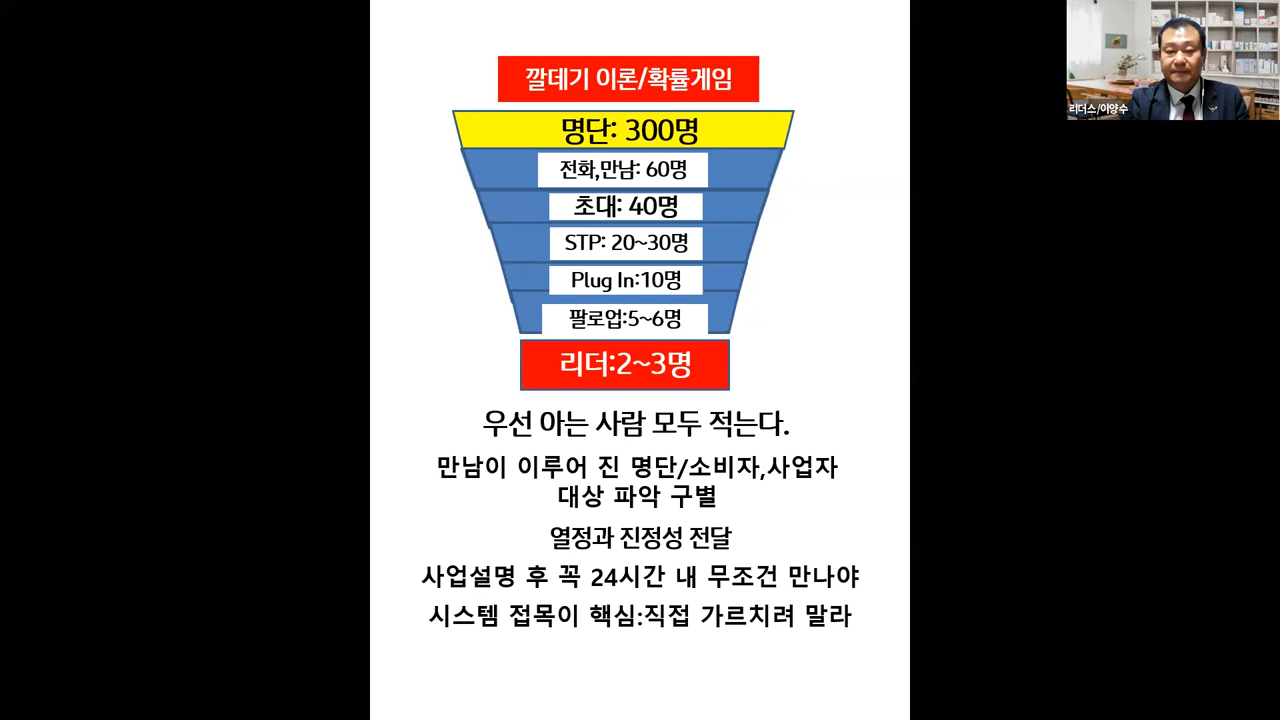 깔데기 이론/확률게임
명단: 300명
전화,만남: 60명
초대: 40명
STP: 20~30명
Plug In:10명
팔로업:5~6명
리더:2~3명
우선 아는 사람 모두 적는다.
만남이 이루어 진 명단/소비자,사업자
대상 파악 구별
열정과 진정성 전달
사업설명 후 꼭 24시간 내 무조건 만나야
시스템 접목이 핵심:직접 가르치려 말라
리더스/이양수